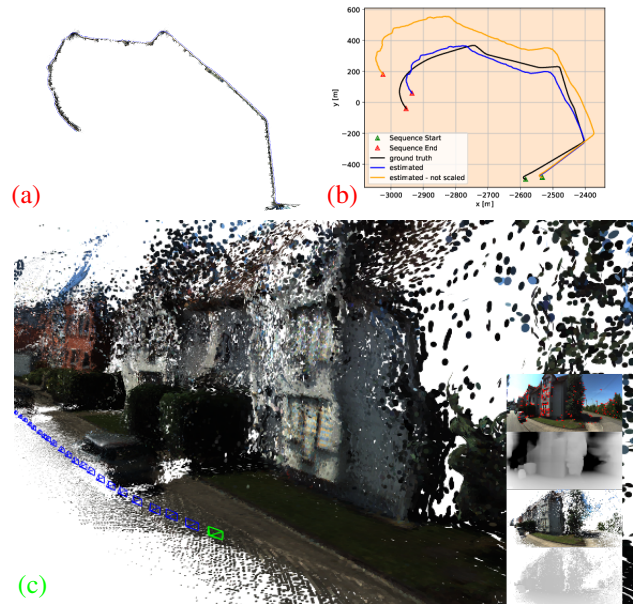 (a)
600
400
200
0
−200
−400
y [m]
Sequence Start
Sequence End
ground truth
estimated
estimated - not scaled
−3000 −2900 −2800 −2700 −2600 −2500 −2400
x [m]
(b)
(c)